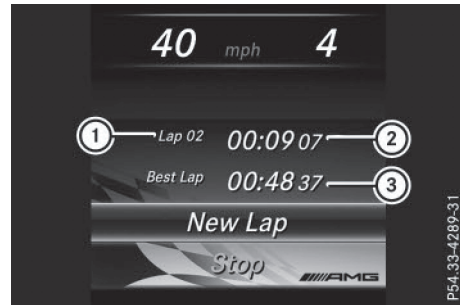 40 mph 4
1 Lap 02 00:09 07 2
Best Lap 00:48 37 3
New Lap
Stop AMG
P54.33-4289-31